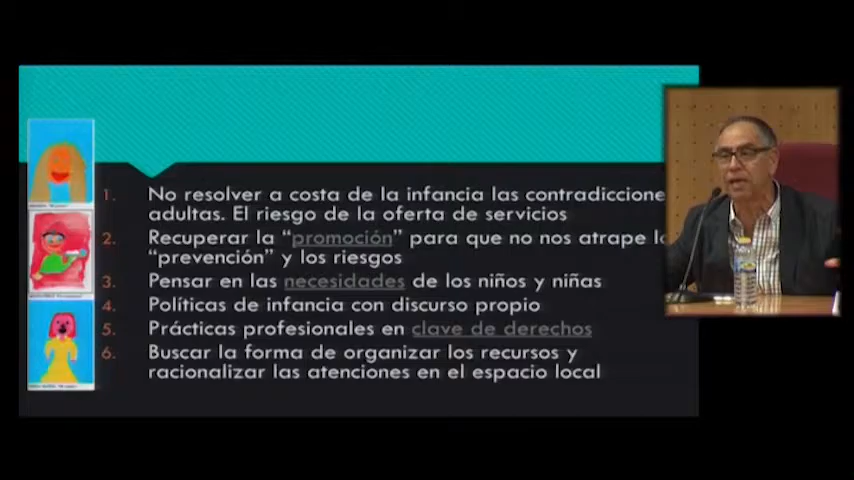 1. No resolver a costa de la infancia las contradiccione
adultas. El riesgo de la oferta de servicios
2. Recuperar la “promoción” para que no nos atrape l
“prevención” y los riesgos
3. Pensar en las necesidades de los niños y niñas
4. Políticas de infancia con discurso propio
5. Prácticas profesionales en clave de derechos
6. Buscar la forma de organizar los recursos y
racionalizar las atenciones en el espacio local